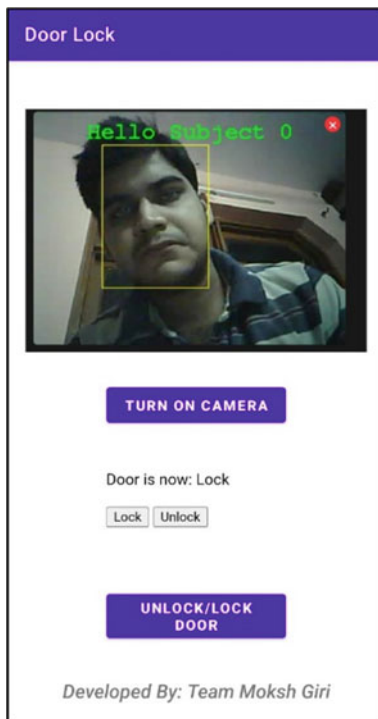 Door Lock
Hello Subject 0
TURN ON CAMERA
Door is now: Lock
Lock Unlock
UNLOCK/LOCK
DOOR
Developed By: Team Moksh Giri